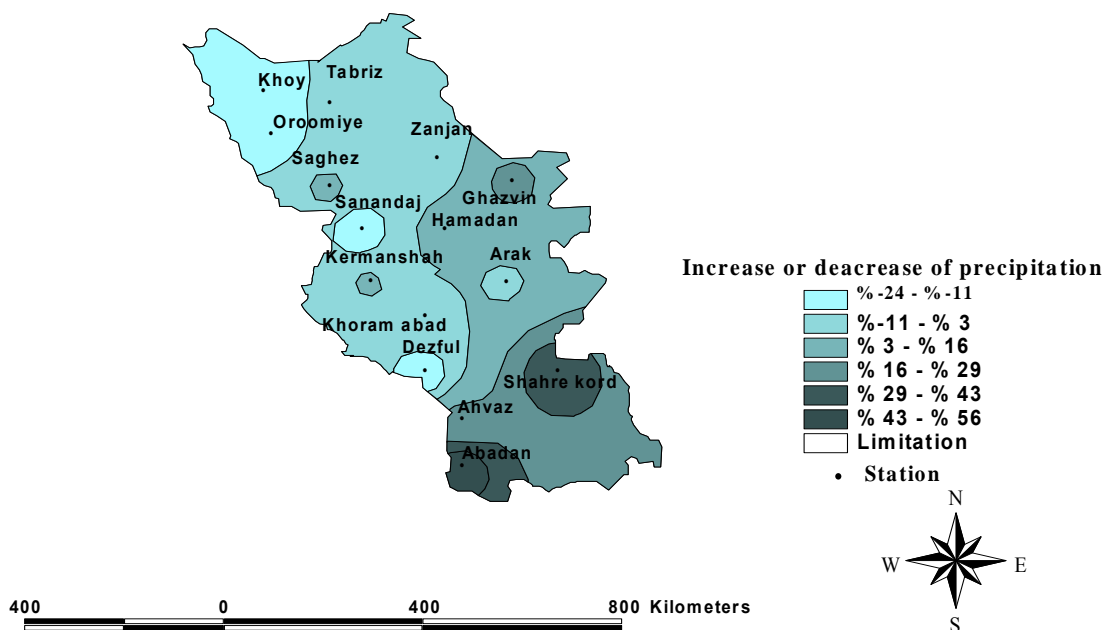 Khoy
Tabriz
Oroomiye
Zanjan
Saghez
Sanandaj
Ghazvin
Hamadan
Kermanshah
Arak
Khoram abad
Dezful
Shahre kord
Ahvaz
Abadan
Increase or deacrease of precipitation
%-24 - %-11
%-11 - % 3
% 3 - % 16
% 16 - % 29
% 29 - % 43
% 43 - % 56
Limitation
Station
N
W E
S
400 0 400 800 Kilometers